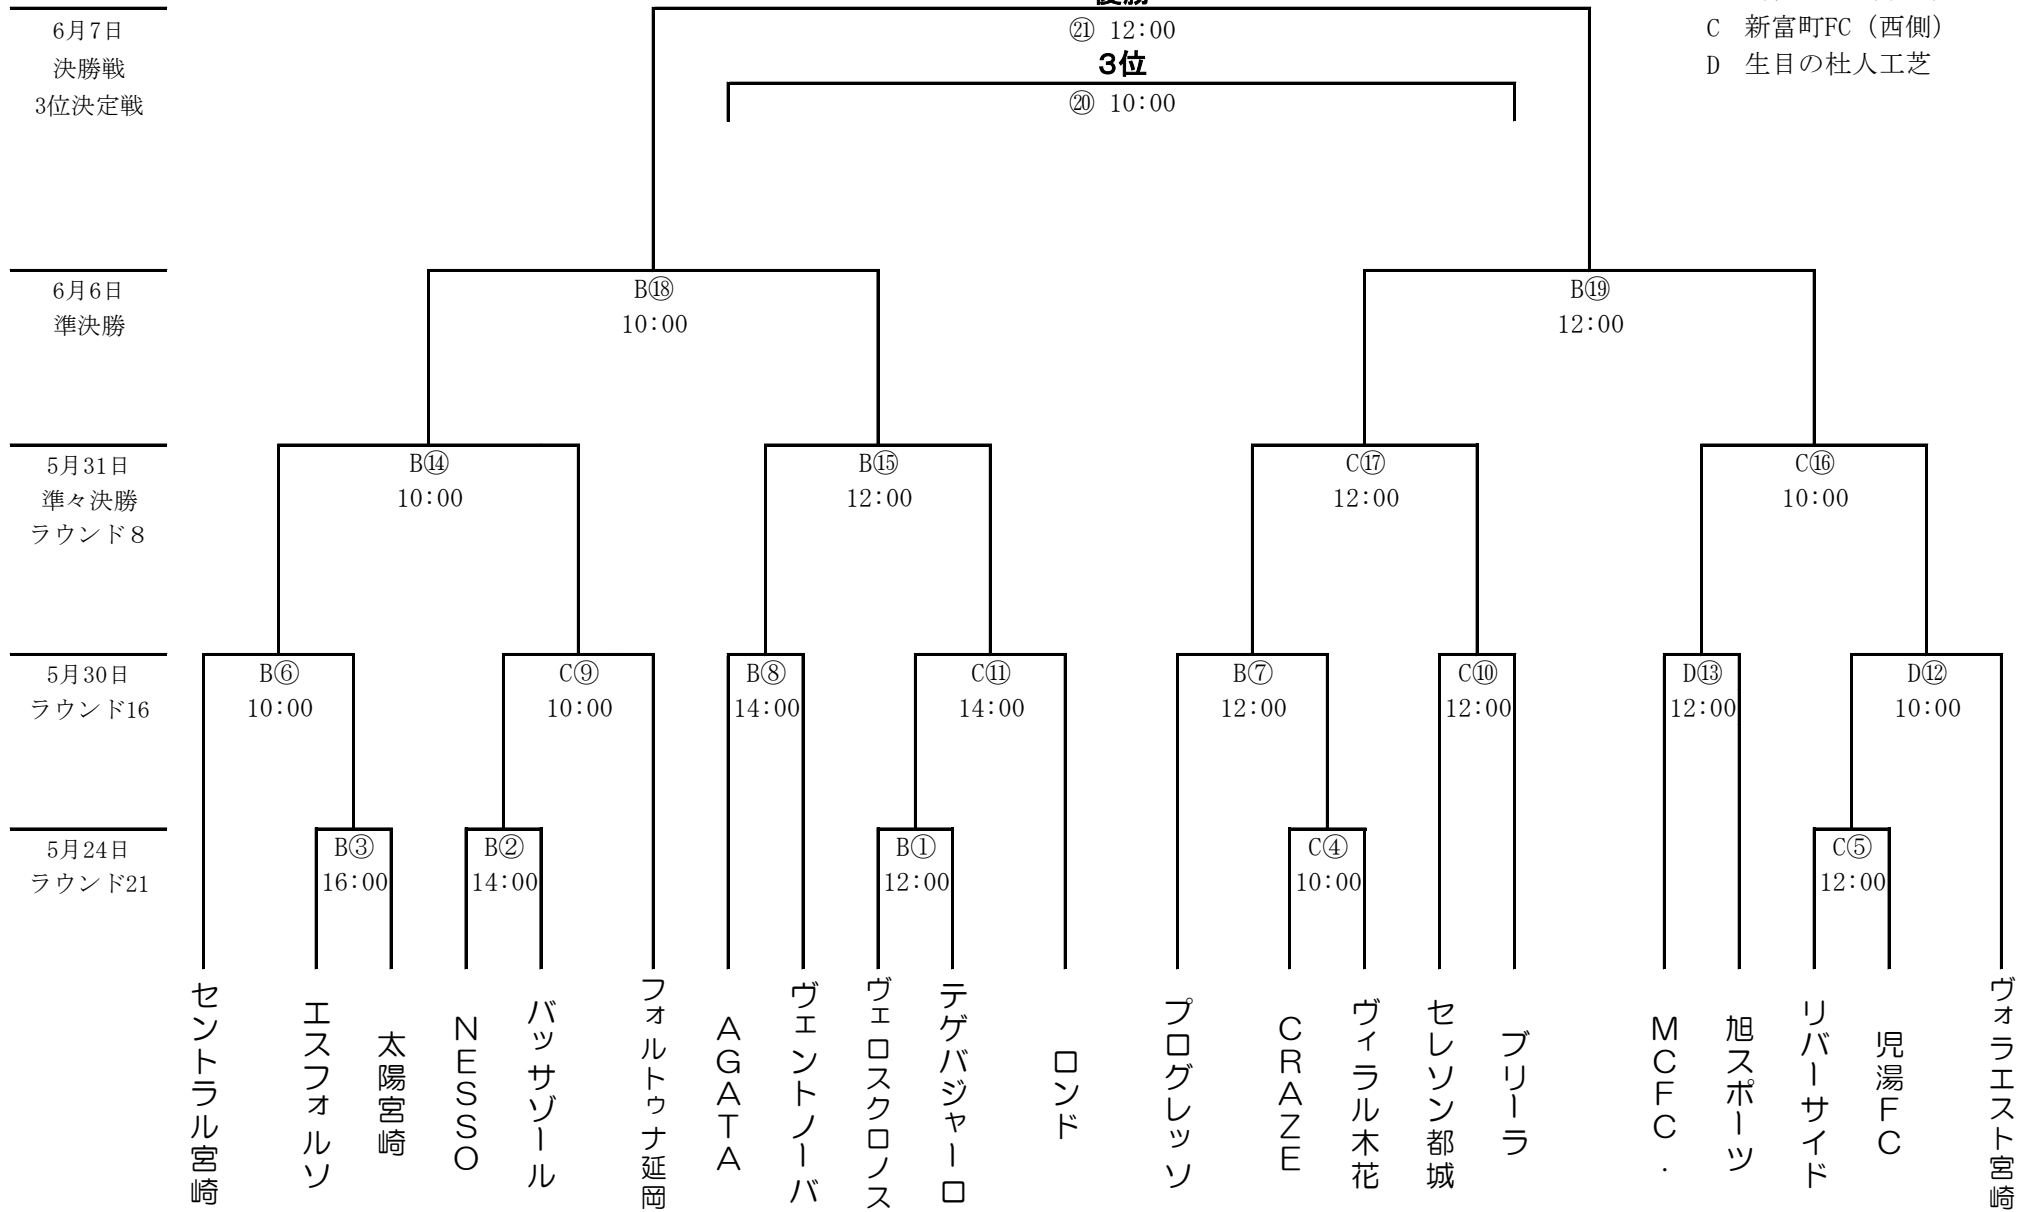 優勝
6月7日
決勝戦
3位決定戦
㉑ 12:00
3位
⑳ 10:00
C 新富町FC（西側）
D 生目の杜人工芝
6月6日
準決勝
B⑱
10:00
B⑲
12:00
5月31日
準々決勝
ラウンド８
B⑭
10:00
B⑮
12:00
C⑰
12:00
C⑯
10:00
5月30日
ラウンド16
B⑥
10:00
C⑨
10:00
B⑧
14:00
C⑪
14:00
B⑦
12:00
C⑩
12:00
D⑬
12:00
D⑫
10:00
5月24日
ラウンド21
B③
16:00
B②
14:00
B①
12:00
C④
10:00
C⑤
12:00
セントラル宮崎
エスフォルソ
太陽宮崎
ＮＥＳＳＯ
バッサゾール
フォルトゥナ延岡
ＡＧＡＴＡ
ヴェントノーバ
ヴェロスクロノス
テゲバジャーロ
ロンド
プログレッソ
ＣＲＡＺＥ
ヴィラル木花
セレソン都城
ブリーラ
ＭＣＦＣ．
旭スポーツ
リバーサイド
児湯ＦＣ
ヴォラエスト宮崎